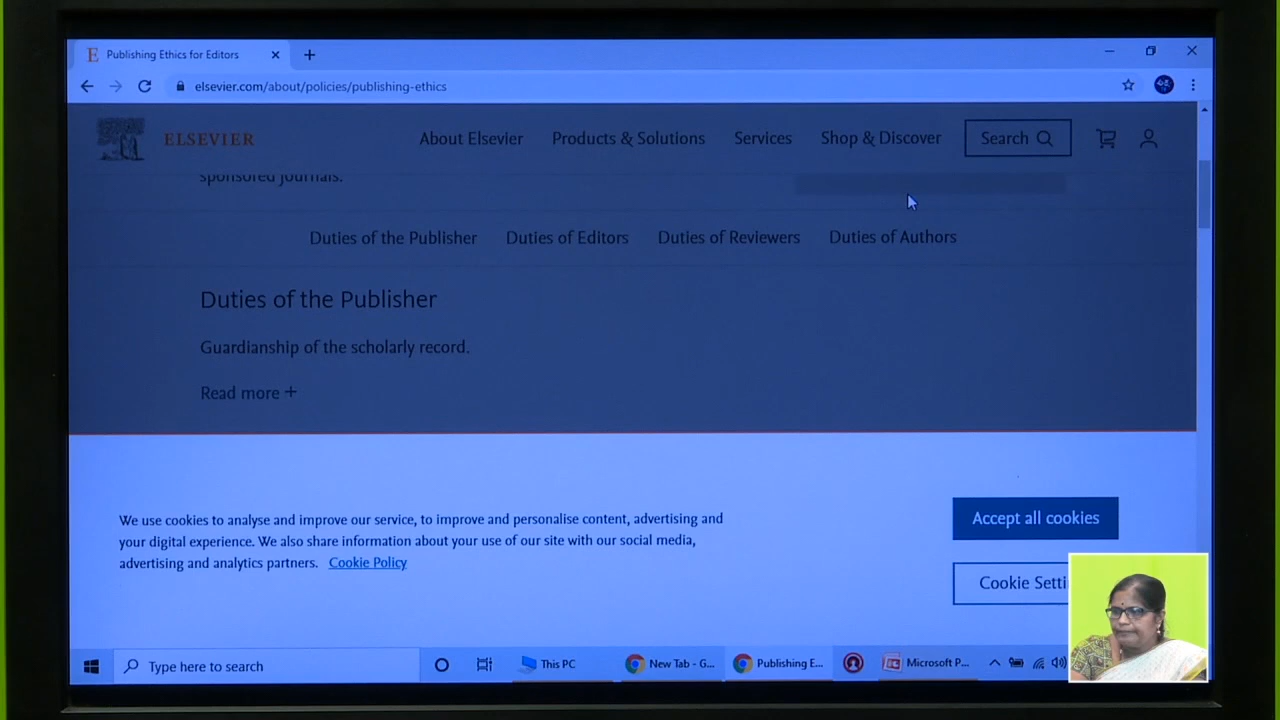 E Publishing Ethics for Editors
elsevier.com/about/policies/publishing-ethics
ELSEVIER About Elsevier Products & Solutions Services Shop & Discover Search
sponsored journals.
Duties of the Publisher Duties of Editors Duties of Reviewers Duties of Authors
Duties of the Publisher
Guardianship of the scholarly record.
Read more +
We use cookies to analyse and improve our service, to improve and personalise content, advertising and
your digital experience. We also share information about your use of our site with our social media,
advertising and analytics partners. Cookie Policy
Accept all cookies
Cookie Setti
Type here to search This PC New Tab - G... Publishing E... Microsoft P...